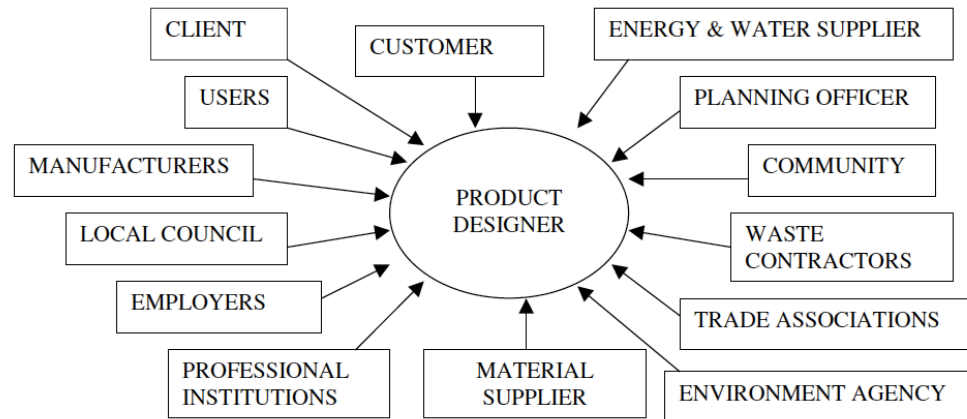 CLIENT
CUSTOMER
ENERGY & WATER SUPPLIER
USERS
PLANNING OFFICER
MANUFACTURERS
COMMUNITY
PRODUCT
DESIGNER
LOCAL COUNCIL
WASTE
CONTRACTORS
EMPLOYERS
TRADE ASSOCIATIONS
PROFESSIONAL
INSTITUTIONS
MATERIAL
SUPPLIER
ENVIRONMENT AGENCY